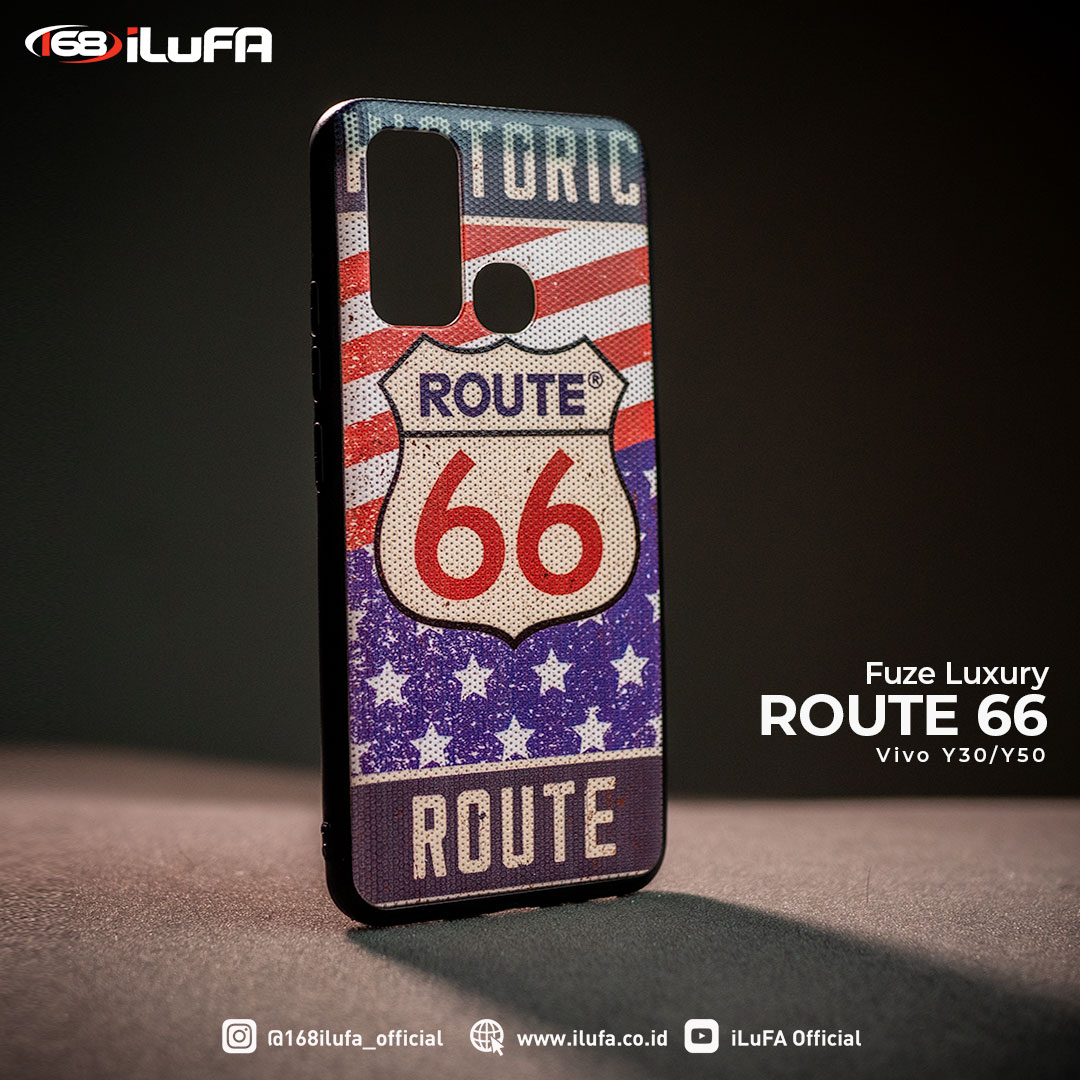 168 iLuFA
HISTORIC
ROUTE®
66
ROUTE
Fuze Luxury
ROUTE 66
Vivo Y30/Y50
@168ilufa_official
www.ilufa.co.id
iLuFA Official